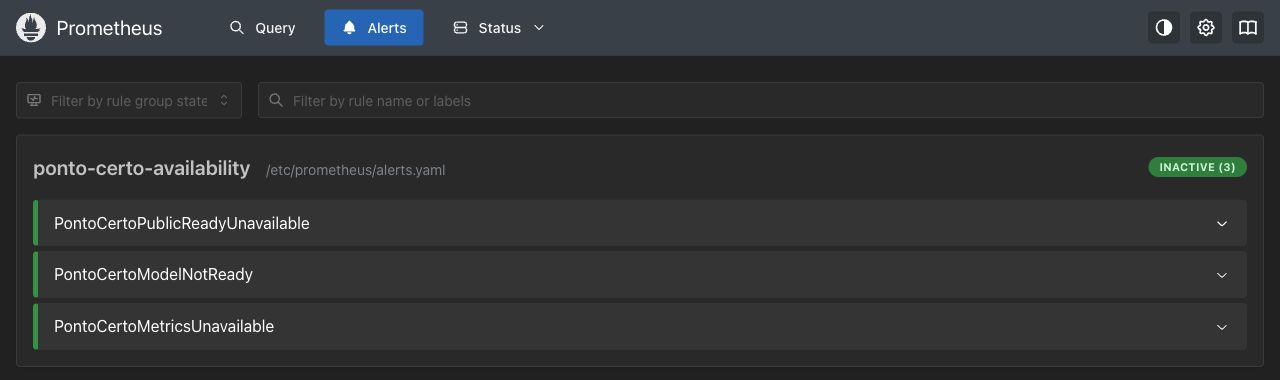 Prometheus Query Alerts Status
Filter by rule group state Filter by rule name or labels
ponto-certo-availability /etc/prometheus/alerts.yaml INACTIVE (3)
PontoCertoPublicReadyUnavailable
PontoCertoModelNotReady
PontoCertoMetricsUnavailable